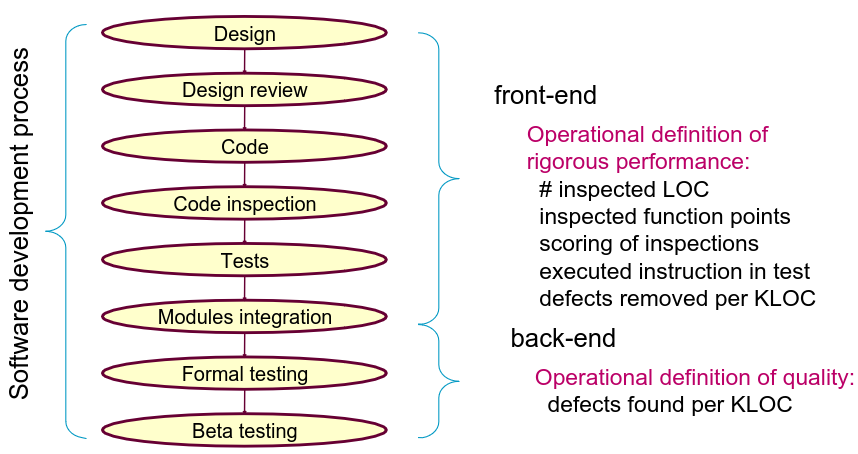 Software development process
Design
Design review
Code
Code inspection
Tests
Modules integration
Formal testing
Beta testing
front-end
Operational definition of
rigorous performance:
# inspected LOC
inspected function points
scoring of inspections
executed instruction in test
defects removed per KLOC
back-end
Operational definition of quality:
defects found per KLOC